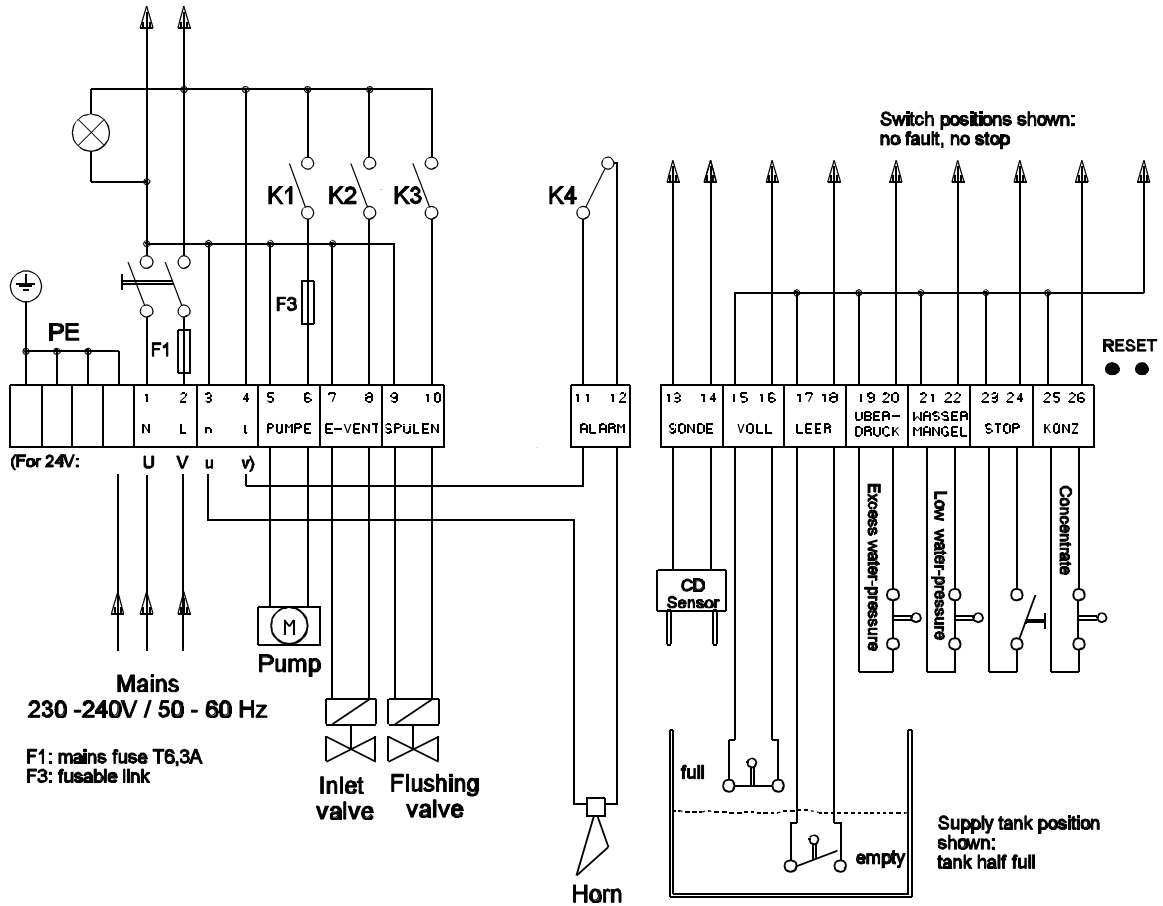 Switch positions shown:
no fault, no stop
K1
K2
K3
K4
F3
PE
F1
RESET
1 2 3 4 5 6 7 8 9 10
11 12
13 14 15 16 17 18 19 20 21 22 23 24 25 26
N L n l PUMPE E-VENT SPÜLEN
ALARM
SONDE VOLL LEER
ÜBER-
DRUCK
WASSER
MANGEL
STOP KONZ
(For 24V: U V u v)
Excess water-pressure
Low water-pressure
Concentrate
CD
Sensor
M
Pump
Mains
230 -240V / 50 - 60 Hz
F1: mains fuse T6,3A
F3: fusable link
Inlet
valve
Flushing
valve
full
empty
Supply tank position
shown:
tank half full
Horn